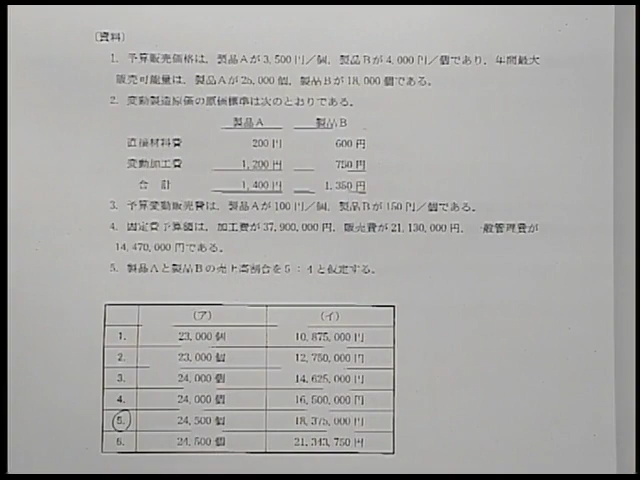 〔資料〕
1. 予算販売価格は、製品Aが3,500円/個、製品Bが4,000円/個であり、年間最大
販売可能量は、製品Aが25,000個、製品Bが18,000個である。
2. 変動製造原価の原価標準は次のとおりである。
製品A 製品B
直接材料費 200円 600円
変動加工費 1,200円 750円
合計 1,400円 1,350円
3. 予算変動販売費は、製品Aが100円/個、製品Bが150円/個である。
4. 固定費予算額は、加工費が37,900,000円、販売費が21,130,000円、一般管理費が
14,470,000円である。
5. 製品Aと製品Bの売上高割合を5:4と仮定する。
(ア) (イ)
1. 23,000個 10,875,000円
2. 23,000個 12,750,000円
3. 24,000個 14,625,000円
4. 24,000個 16,500,000円
5. 24,500個 18,375,000円
6. 24,500個 21,343,750円